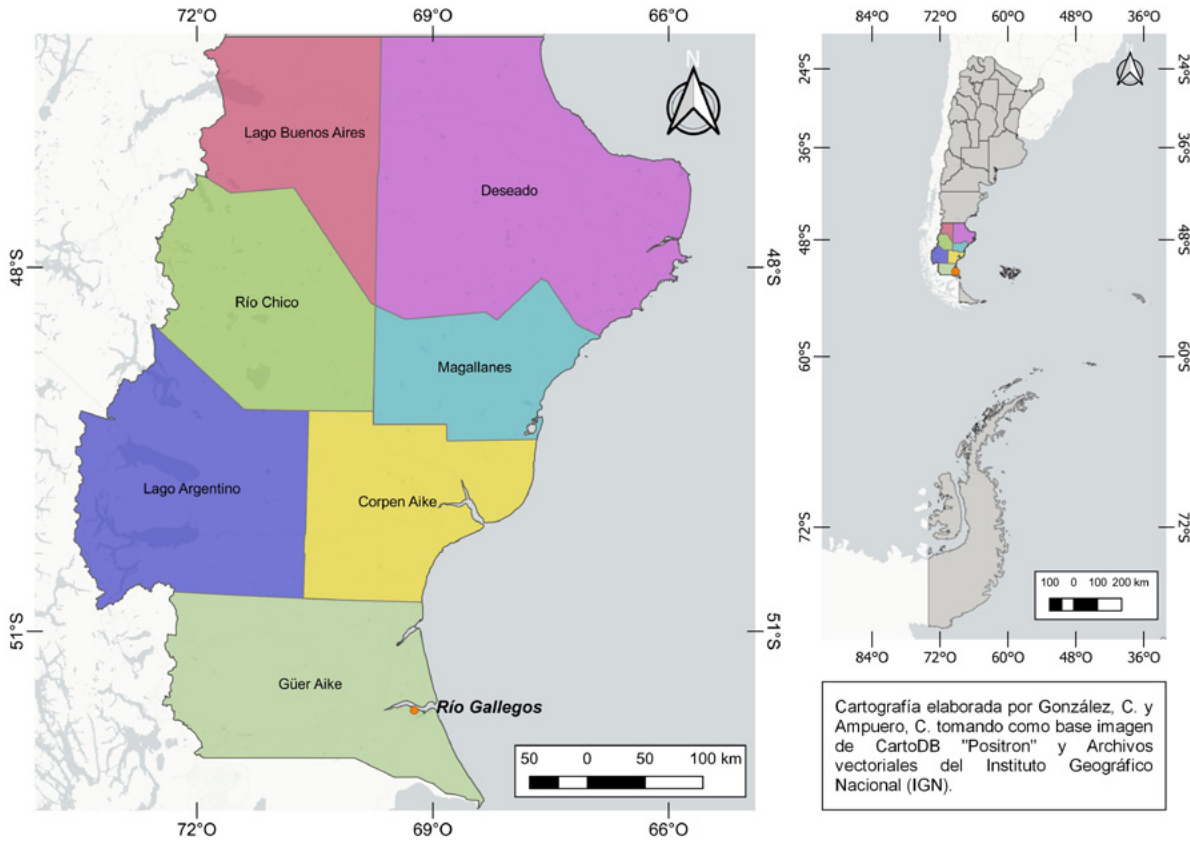 72°O 69°O 66°O
N
Lago Buenos Aires
Deseado
48°S 48°S
Río Chico
Magallanes
Lago Argentino
Corpen Aike
51°S 51°S
Güer Aike
Río Gallegos
50 0 50 100 km
72°O 69°O 66°O
84°O 72°O 60°O 48°O 36°O
N
24°S 24°S
36°S 36°S
48°S 48°S
60°S 60°S
72°S 72°S
100 0 100 200 km
84°O 72°O 60°O 48°O 36°O
Cartografía elaborada por González, C. y
Ampuero, C. tomando como base imagen
de CartoDB "Positron" y Archivos
vectoriales del Instituto Geográfico
Nacional (IGN).